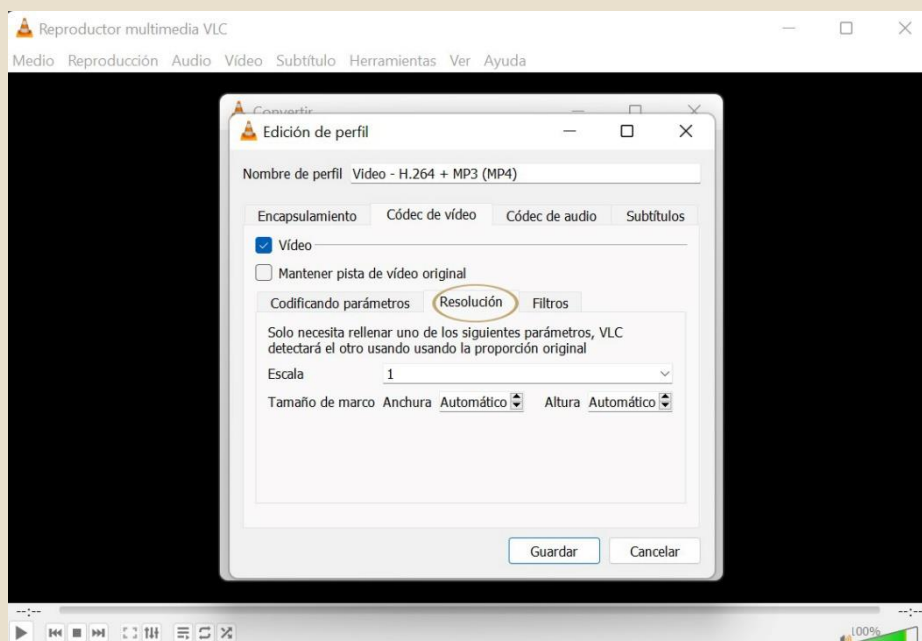 Reproductor multimedia VLC
Medio Reproducción Audio Vídeo Subtítulo Herramientas Ver Ayuda
Convertir
Edición de perfil
Nombre de perfil Video - H.264 + MP3 (MP4)
Encapsulamiento Códec de vídeo Códec de audio Subtítulos
Vídeo
Mantener pista de vídeo original
Codificando parámetros Resolución Filtros
Solo necesita rellenar uno de los siguientes parámetros, VLC
detectará el otro usando usando la proporción original
Escala 1
Tamaño de marco Anchura Automático Altura Automático
Guardar Cancelar
--:-- --:--
100%